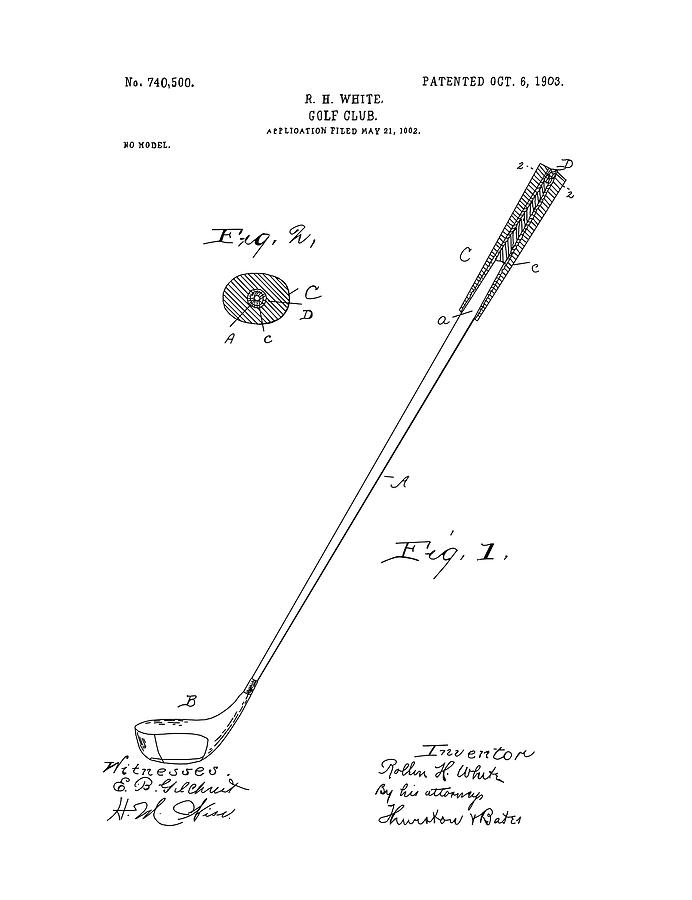 No. 740,500.
PATENTED OCT. 6, 1903.
R. H. WHITE.
GOLF CLUB.
APPLICATION FILED MAY 21, 1902.
NO MODEL.
2
D
2
Fig. 2,
C
c
C
D
a
A
c
A
Fig. 1.
B
Witnesses.
E. B. Gilchrist
H. M. Wise.
Inventor
Rollin H. White
By his attorneys
Thurston & Bates